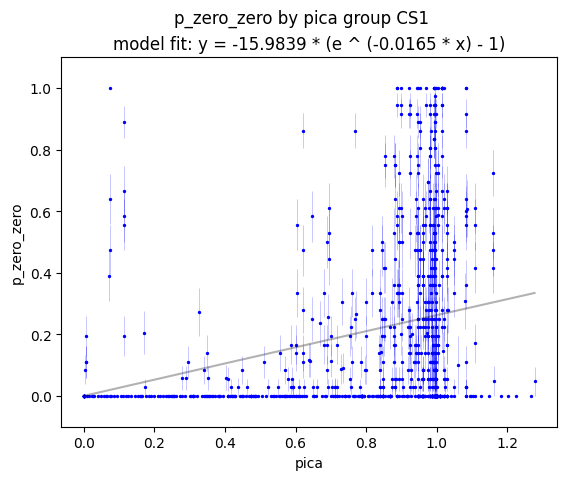 p_zero_zero by pica group CS1
model fit: y = -15.9839 * (e ^ (-0.0165 * x) - 1)
1.0
0.8
0.6
0.4
0.2
0.0
p_zero_zero
0.0 0.2 0.4 0.6 0.8 1.0 1.2
pica